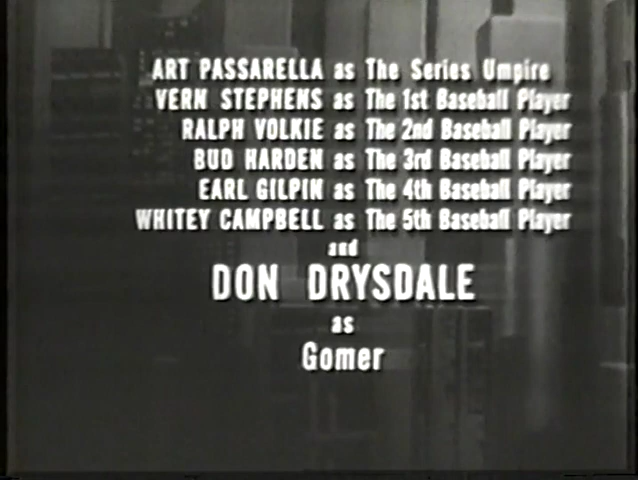 ART PASSARELLA as The Series Umpire
VERN STEPHENS as The 1st Baseball Player
RALPH VOLKIE as The 2nd Baseball Player
BUD HARDEN as The 3rd Baseball Player
EARL GILPIN as The 4th Baseball Player
WHITEY CAMPBELL as The 5th Baseball Player
and
DON DRYSDALE
as
Gomer